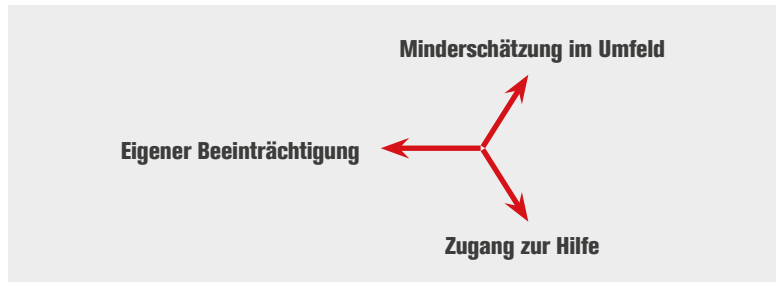 Minderschätzung im Umfeld
Eigener Beeinträchtigung
Zugang zur Hilfe